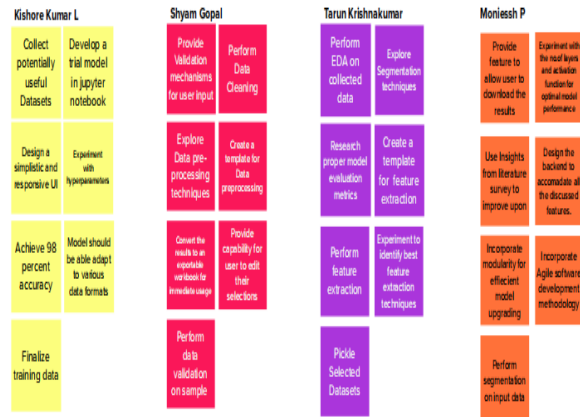 Kishore Kumar L
Collect
potentially
useful
Datasets
Develop a
trial model
in jupyter
notebook
Design a
simplistic and
responsive UI
Experiment
with
hyperparameters
Achieve 98
percent
accuracy
Model should
be able adapt
to various
data formats
Finalize
training data
Shyam Gopal
Provide
Validation
mechanisms
for user input
Perform
Data
Cleaning
Explore
Data pre-
processing
techniques
Create a
template for
Data
preprocessing
Convert the
results to an
exportable
workbook for
immediate usage
Provide
capability for
user to edit
their
selections
Perform
data
validation
on sample
Tarun Krishnakumar
Perform
EDA on
collected
data
Explore
Segmentation
techniques
Research
proper model
evaluation
metrics
Create a
template
for feature
extraction
Perform
feature
extraction
Experiment to
identify best
feature
extraction
techniques
Pickle
Selected
Datasets
Moniessh P
Provide
feature to
allow user to
download the
results
Experiment with
the no of layers
and activation
function for
optimal model
performance
Use Insights
from literature
survey to
improve upon
Design the
backend to
accomadate all
the discussed
features.
Incorporate
modularity for
effecient
model
upgrading
Incorporate
Agile software
development
methodology
Perform
segmentation
on input data